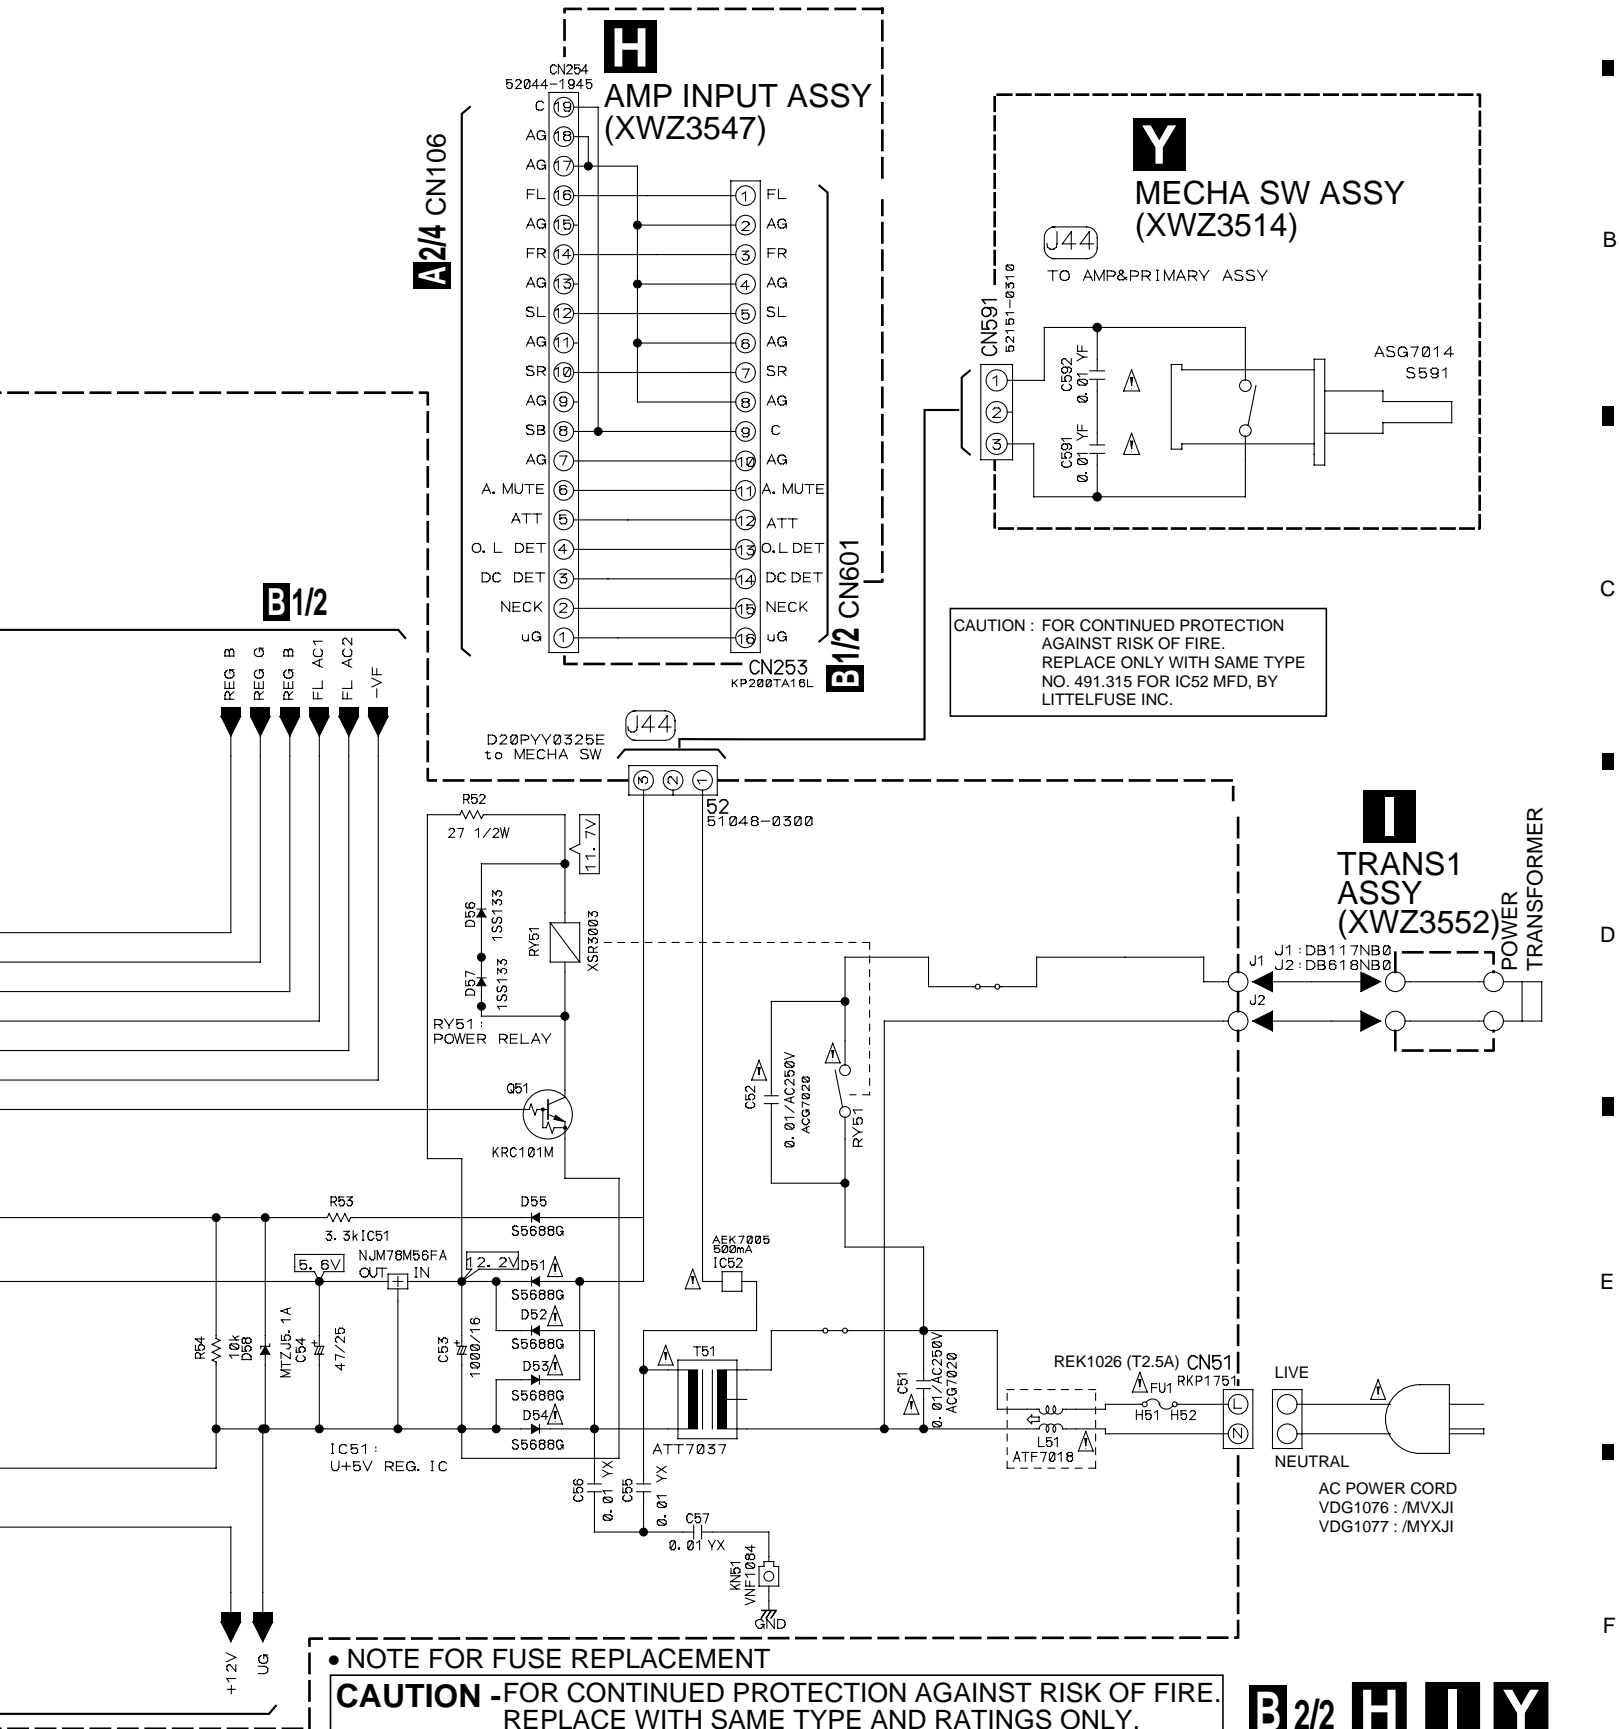 H
CN254
52044-1945
AMP INPUT ASSY
(XWZ3547)
A 2/4 CN106
C 19
AG 18
AG 17
FL 16
AG 15
FR 14
AG 13
SL 12
AG 11
SR 10
AG 9
SB 8
AG 7
A. MUTE 6
ATT 5
O. L DET 4
DC DET 3
NECK 2
uG 1
1 FL
2 AG
3 FR
4 AG
5 SL
6 AG
7 SR
8 AG
9 C
10 AG
11 A. MUTE
12 ATT
13 O.L DET
14 DC DET
15 NECK
16 uG
CN253
KP200TA16L
B 1/2 CN601
Y
MECHA SW ASSY
(XWZ3514)
J44
TO AMP&PRIMARY ASSY
CN591
52151-0310
1
2
3
C592
0.01 YF
C591
0.01 YF
ASG7014
S591
B
C
D
E
F
CAUTION : FOR CONTINUED PROTECTION
AGAINST RISK OF FIRE.
REPLACE ONLY WITH SAME TYPE
NO. 491.315 FOR IC52 MFD, BY
LITTELFUSE INC.
B 1/2
REG B
REG G
REG B
FL AC1
FL AC2
-VF
J44
D20PYY0325E
to MECHA SW
3 2 1
52
51048-0300
R52
27 1/2W
11. 7V
D56
1SS133
D57
1SS133
RY51
XSR3003
RY51 :
POWER RELAY
Q51
KRC101M
C52
0. 01/AC250V
ACG7020
RY51
I
TRANS1
ASSY
(XWZ3552)
POWER
TRANSFORMER
J1
J1 : DB117NB0
J2 : DB618NB0
J2
R53
3. 3k
IC51
NJM78M56FA
OUT
IN
5. 6V
12. 2V
D55
S5688G
D51
S5688G
D52
S5688G
D53
S5688G
D54
S5688G
AEK7005
500mA
IC52
R54
10k
D58
MTZJ5. 1A
C54
47/25
C53
1000/16
IC51 :
U+5V REG. IC
T51
ATT7037
C51
0. 01/AC250V
ACG7020
REK1026 (T2.5A)
CN51
RKP1751
FU1
H51 H52
L51
ATF7018
L
N
LIVE
NEUTRAL
AC POWER CORD
VDG1076 : /MVXJI
VDG1077 : /MYXJI
C56
0. 01 YX
C55
0. 01 YX
C57
0. 01 YX
KN51
VNF1084
GND
+12V
UG
• NOTE FOR FUSE REPLACEMENT
CAUTION - FOR CONTINUED PROTECTION AGAINST RISK OF FIRE.
REPLACE WITH SAME TYPE AND RATINGS ONLY.
B 2/2 H I Y